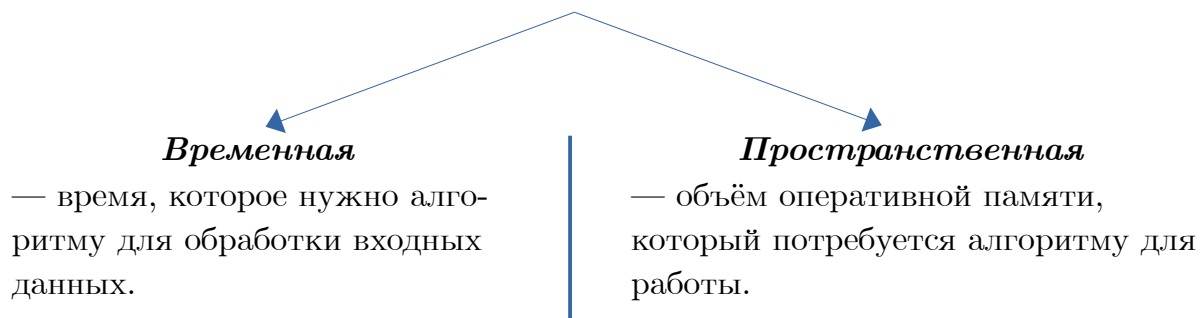 Временная
— время, которое нужно алго-
ритму для обработки входных
данных.
Пространственная
— объём оперативной памяти,
который потребуется алгоритму для
работы.